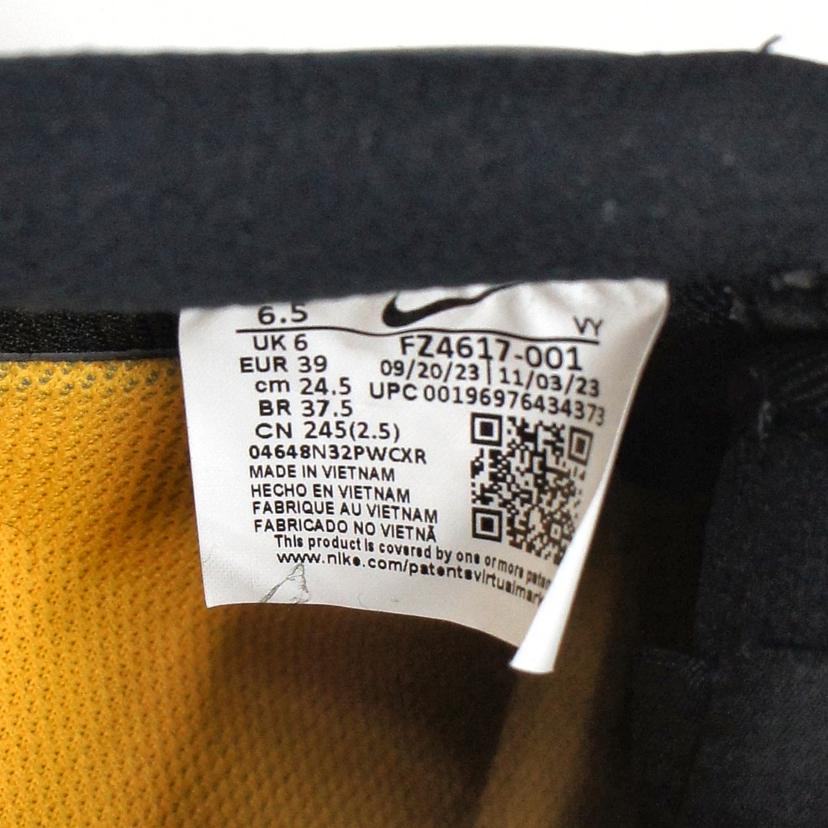 6.5
VY
UK 6
FZ4617-001
EUR 39
09/20/23 | 11/03/23
cm 24.5
UPC 00196976434373
BR 37.5
CN 245(2.5)
04648N32PWCXR
MADE IN VIETNAM
HECHO EN VIETNAM
FABRIQUE AU VIETNAM
FABRICADO NO VIETNÃ
This product is covered by one or more
www.nike.com/patentsvirtualmark